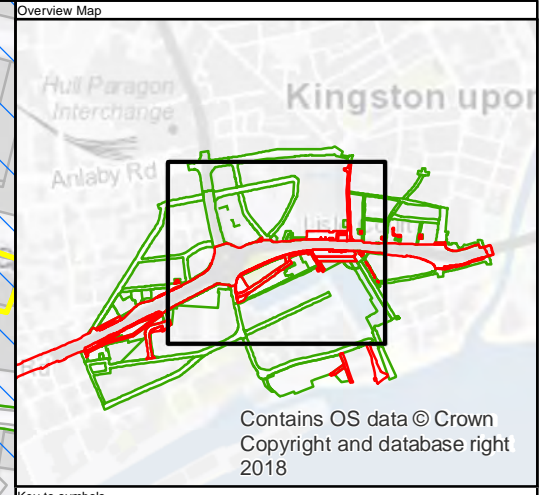 Overview Map
Hull Paragon
Interchange
Kingston upon
Anlaby Rd
Contains OS data © Crown
Copyright and database right
2018
Key to symbols